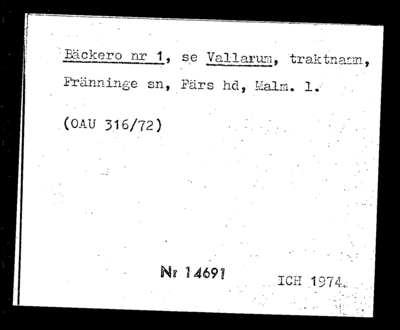 Bäckero nr 1, se Vallarum, traktnamn,
Fränninge sn, Färs hd, Malm. l.
(OAU 316/72)
Nr 14691
ICH 1974.